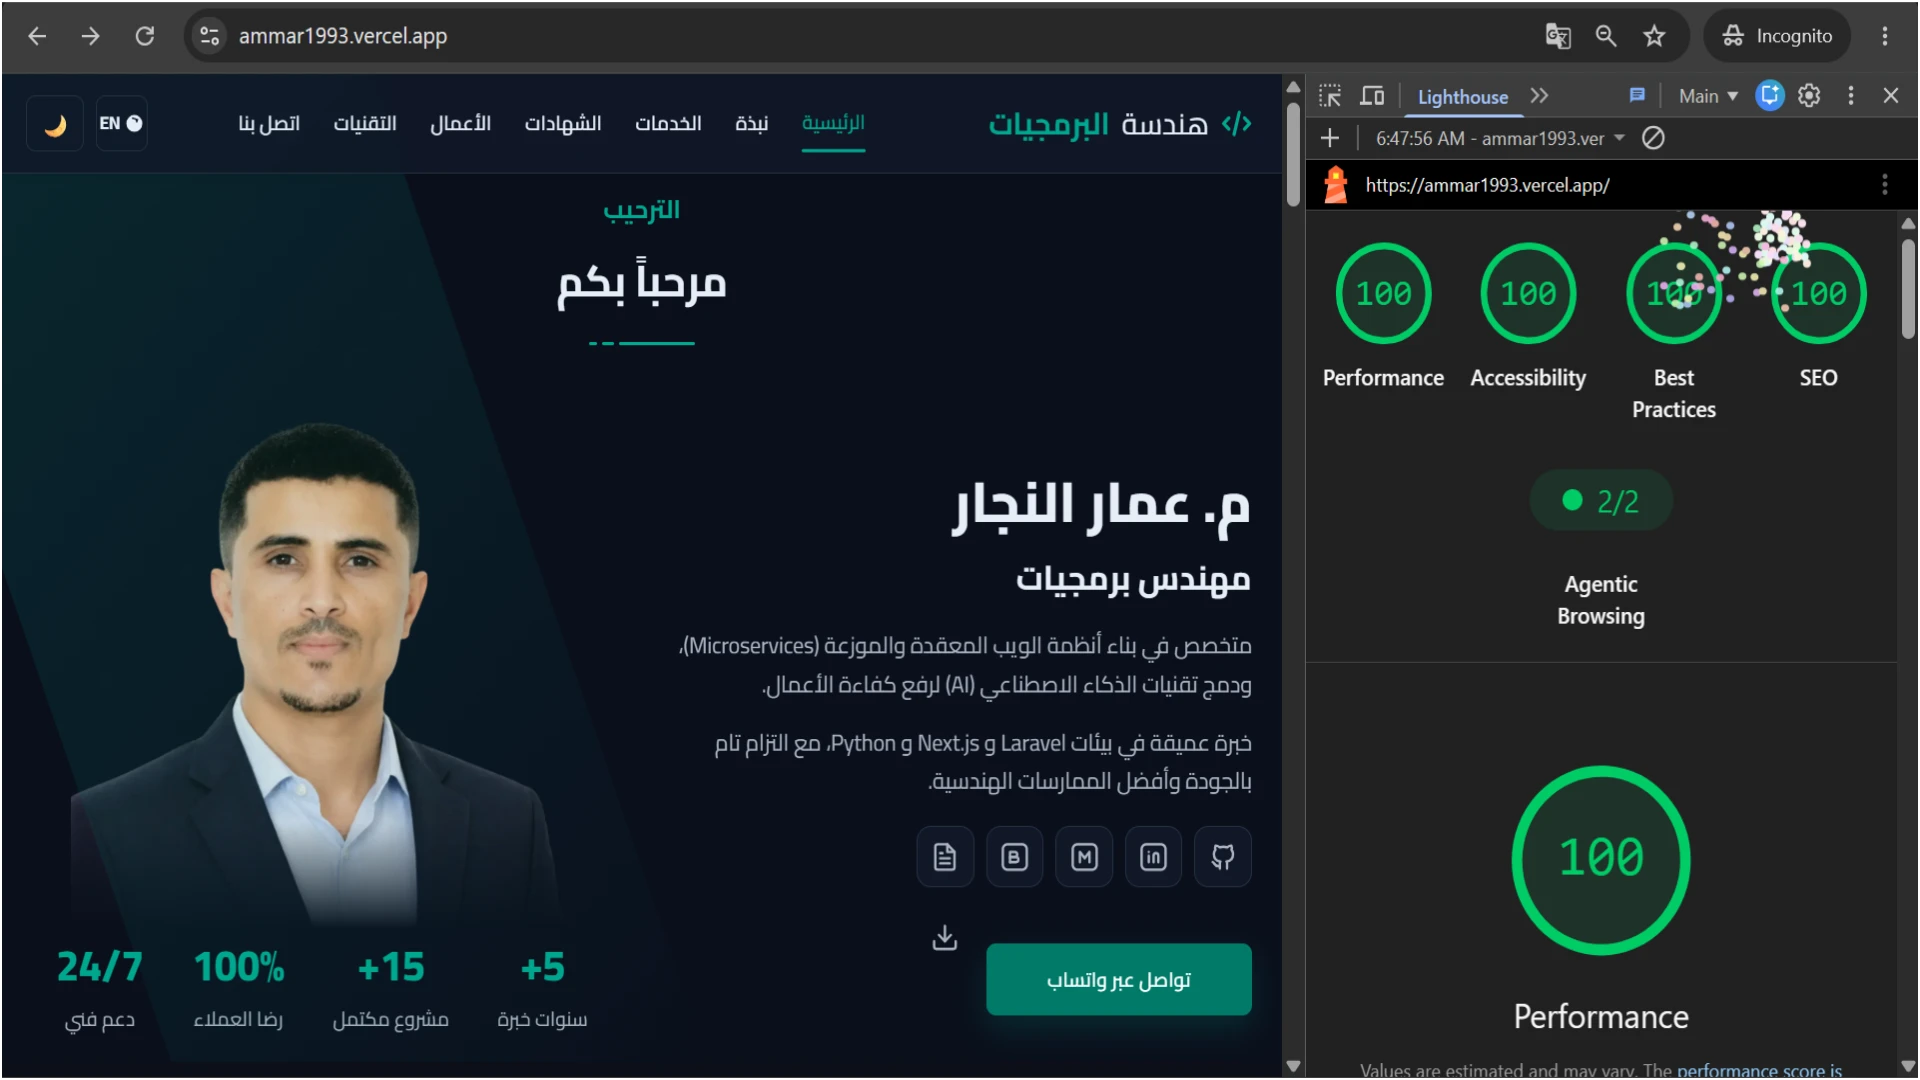 ammar1993.vercel.app
Incognito
</> هندسة البرمجيات
الرئيسية
نبذة
الخدمات
الشهادات
الأعمال
التقنيات
اتصل بنا
EN
الترحيب
مرحباً بكم
م. عمار النجار
مهندس برمجيات
متخصص في بناء أنظمة الويب المعقدة والموزعة (Microservices)،
ودمج تقنيات الذكاء الاصطناعي (AI) لرفع كفاءة الأعمال.
خبرة عميقة في بيئات Laravel و Next.js و Python، مع التزام تام
بالجودة وأفضل الممارسات الهندسية.
in
M
B
تواصل عبر واتساب
+5
سنوات خبرة
+15
مشروع مكتمل
100%
رضا العملاء
24/7
دعم فني
Lighthouse
Main
6:47:56 AM - ammar1993.ver
https://ammar1993.vercel.app/
100
Performance
100
Accessibility
100
Best
Practices
100
SEO
2/2
Agentic
Browsing
100
Performance
Values are estimated and may vary. The performance score is